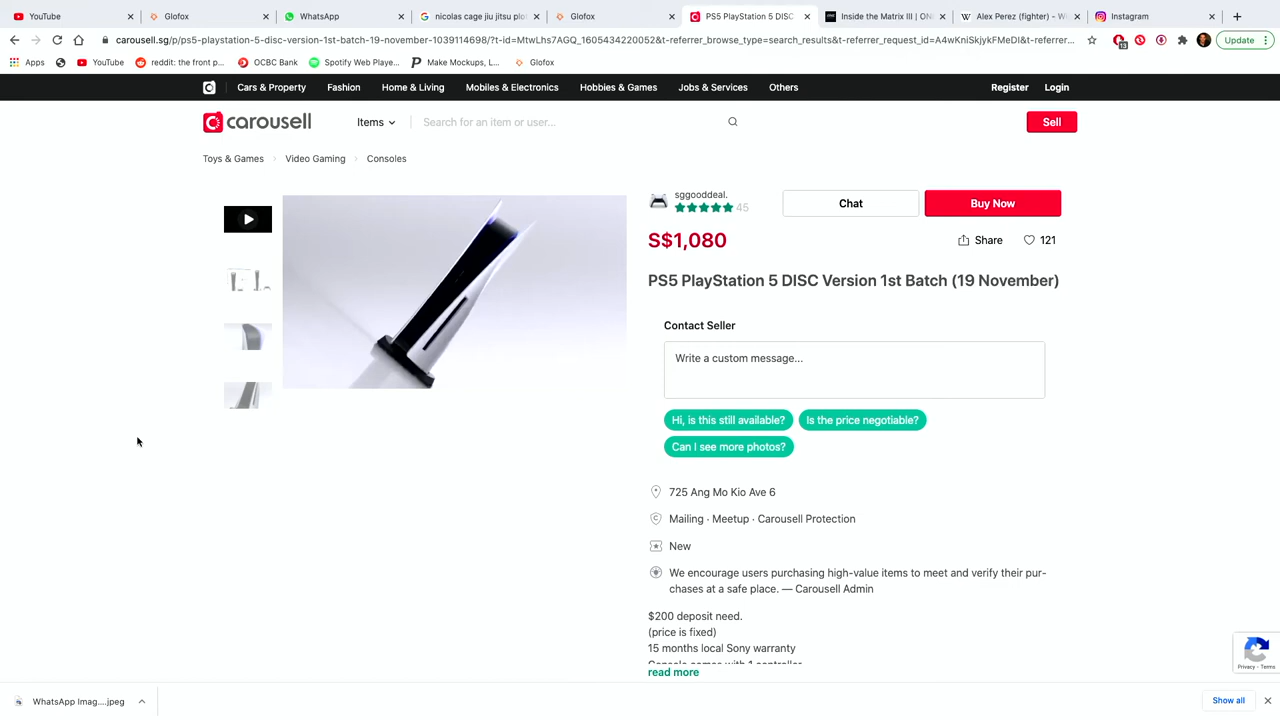 YouTube
Glofox
WhatsApp
nicolas cage jiu jitsu plo
Glofox
PS5 PlayStation 5 DISC
Inside the Matrix III | ON
Alex Perez (fighter) - W
Instagram
carousell.sg/p/ps5-playstation-5-disc-version-1st-batch-19-november-1039114698/?t-id=MtwLhs7AGQ_1605434220052&t-referrer_browse_type=search_results&t-referrer_request_id=A4wKniSkjykFMeDI&t-referrer...
13
Update
Apps
YouTube
reddit: the front p...
OCBC Bank
Spotify Web Playe...
Make Mockups, L...
Glofox
Cars & Property
Fashion
Home & Living
Mobiles & Electronics
Hobbies & Games
Jobs & Services
Others
Register
Login
carousell
Items
Search for an item or user...
Sell
Toys & Games
Video Gaming
Consoles
sggooddeal.
45
Chat
Buy Now
S$1,080
Share
121
PS5 PlayStation 5 DISC Version 1st Batch (19 November)
Contact Seller
Write a custom message...
Hi, is this still available?
Is the price negotiable?
Can I see more photos?
725 Ang Mo Kio Ave 6
Mailing · Meetup · Carousell Protection
New
We encourage users purchasing high-value items to meet and verify their pur-
chases at a safe place. — Carousell Admin
$200 deposit need.
(price is fixed)
15 months local Sony warranty
Console comes with 1 controller
read more
Privacy - Terms
WhatsApp Imag....jpeg
Show all